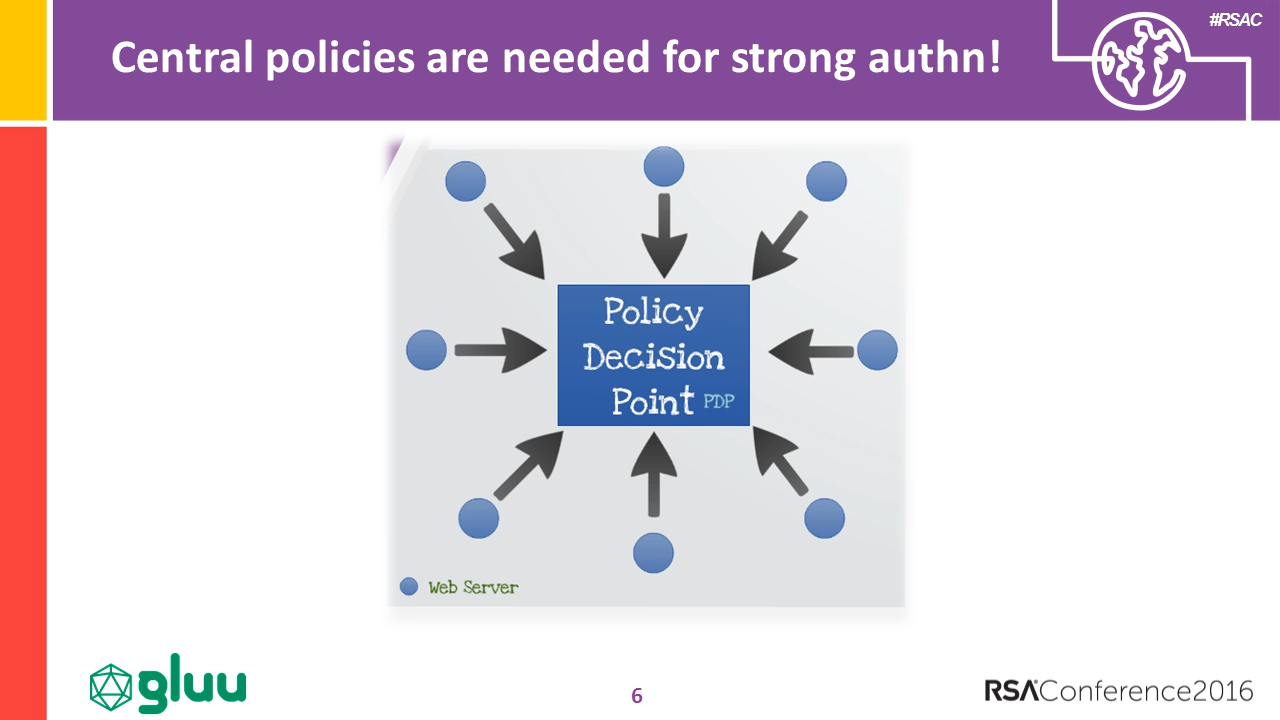 #RSAC
Central policies are needed for strong authn!
Policy
Decision
Point PDP
Web Server
gluu
6
RSAConference2016